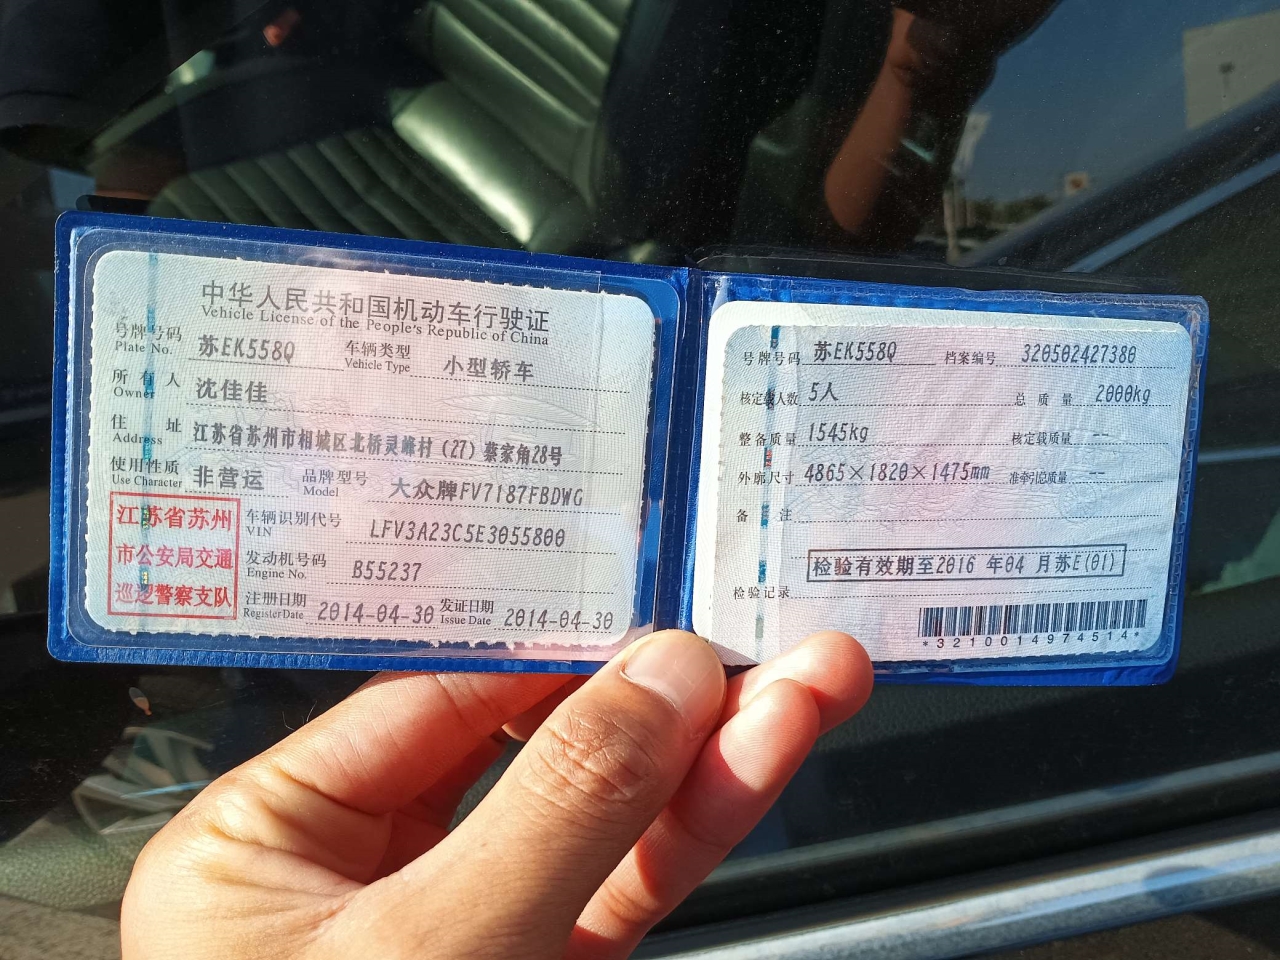 中华人民共和国机动车行驶证
Vehicle License of the People's Republic of China
号牌号码 苏EK558Q 车辆类型 小型轿车
Plate No. Vehicle Type
所有人 沈佳佳
Owner
住址 江苏省苏州市相城区北桥灵峰村（27）蔡家角28号
Address
使用性质 非营运 品牌型号 大众牌FV7187FBDWG
Use Character Model
江苏省苏州
市公安局交通
巡逻警察支队
车辆识别代号 LFV3A23C5E3055800
VIN
发动机号码 B55237
Engine No.
注册日期 2014-04-30 发证日期 2014-04-30
Register Date Issue Date
号牌号码 苏EK558Q 档案编号 320502427380
核定载人数 5人 总质量 2000kg
整备质量 1545kg 核定载质量 --
外廓尺寸 4865×1820×1475mm 准牵引总质量 --
备注
检验有效期至2016 年04 月苏E(01)
检验记录
*3210014974514*